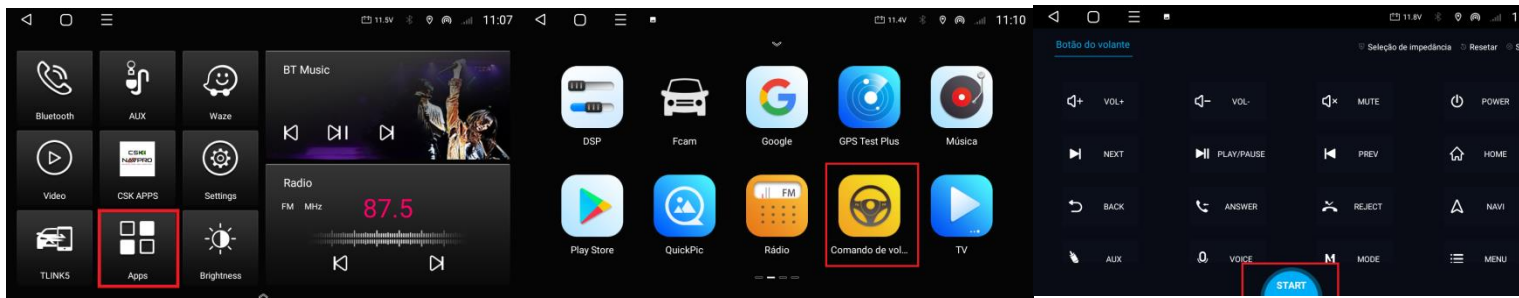 11.5V 11:07
BT Music
Bluetooth
AUX
Waze
CSK
NAVPRO
Radio
Video
CSK APPS
Settings
FM MHz 87.5
TLINK5
Apps
Brightness
11.4V 11:10
DSP
Fcam
Google
GPS Test Plus
Música
FM
Play Store
QuickPic
Rádio
Comando de vol...
TV
11.8V
Botão do volante
Seleção de impedância
Resetar
VOL+
VOL-
MUTE
POWER
NEXT
PLAY/PAUSE
PREV
HOME
BACK
ANSWER
REJECT
NAVI
AUX
VOICE
M MODE
MENU
START